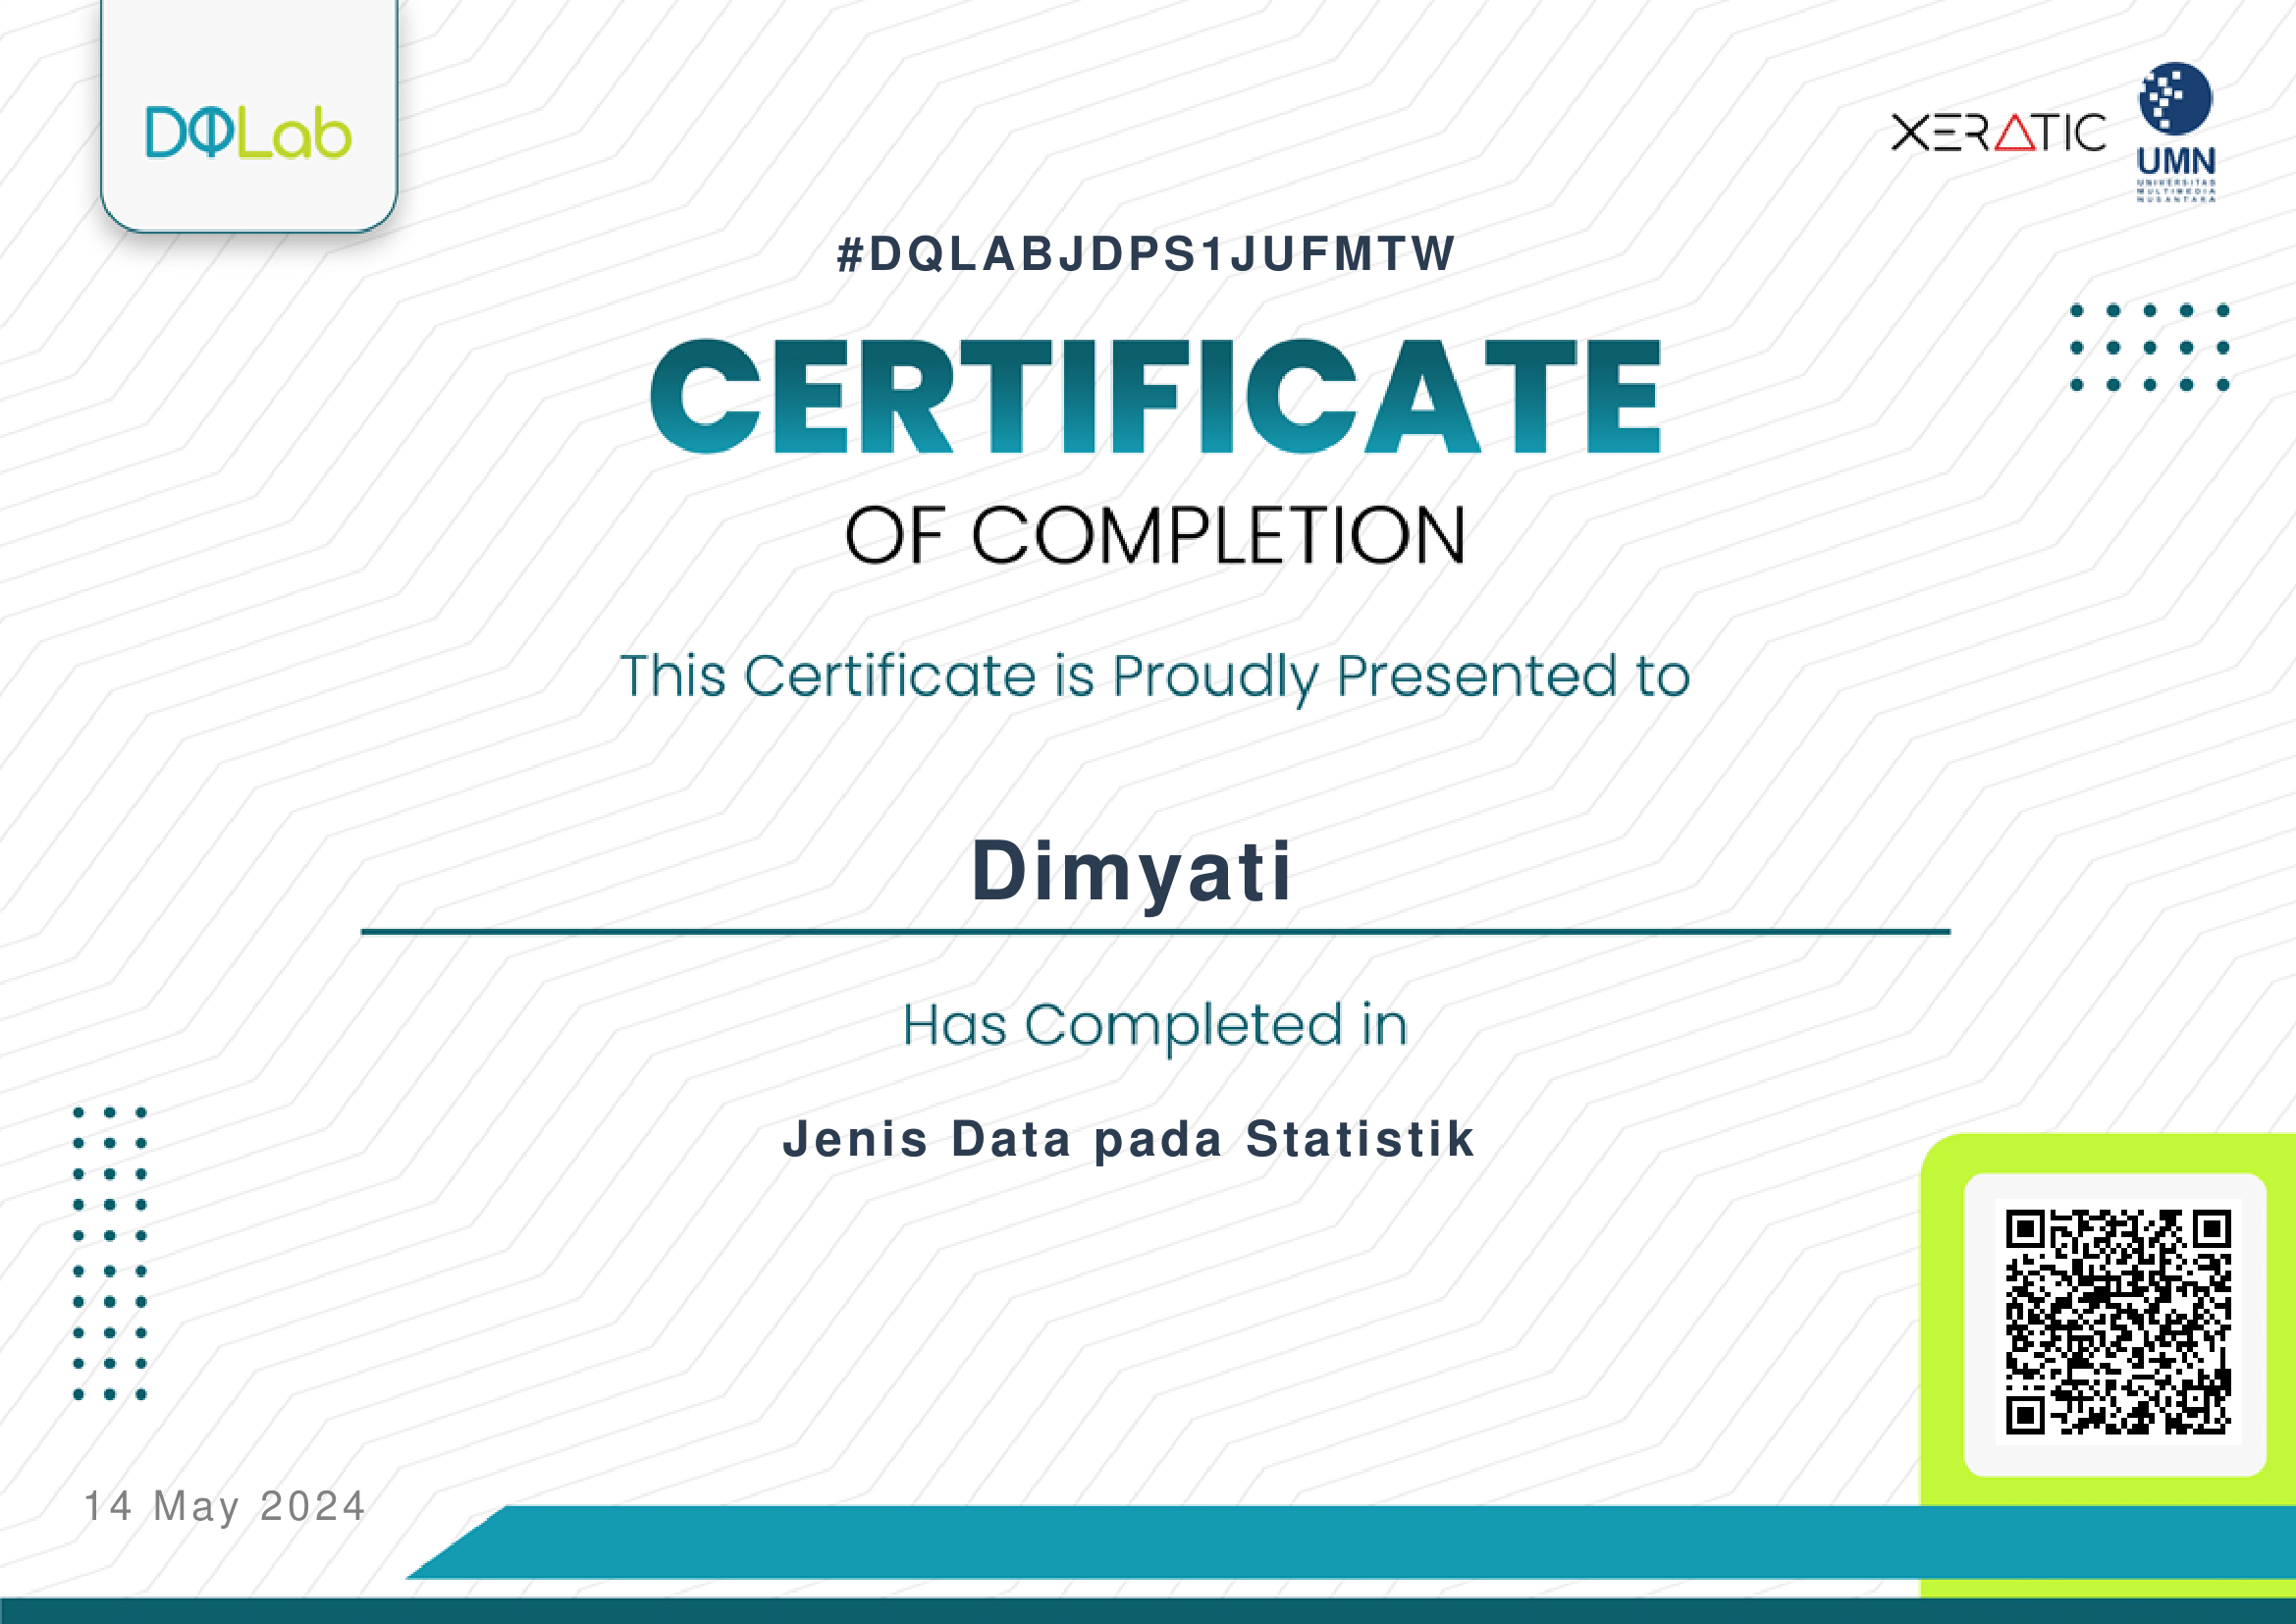 DQLab
XERATIC
UMN
UNIVERSITAS
MULTIMEDIA
NUSANTARA
#DQLABJDPS1JUFMTW
CERTIFICATE
OF COMPLETION
This Certificate is Proudly Presented to
Dimyati
Has Completed in
Jenis Data pada Statistik
14 May 2024